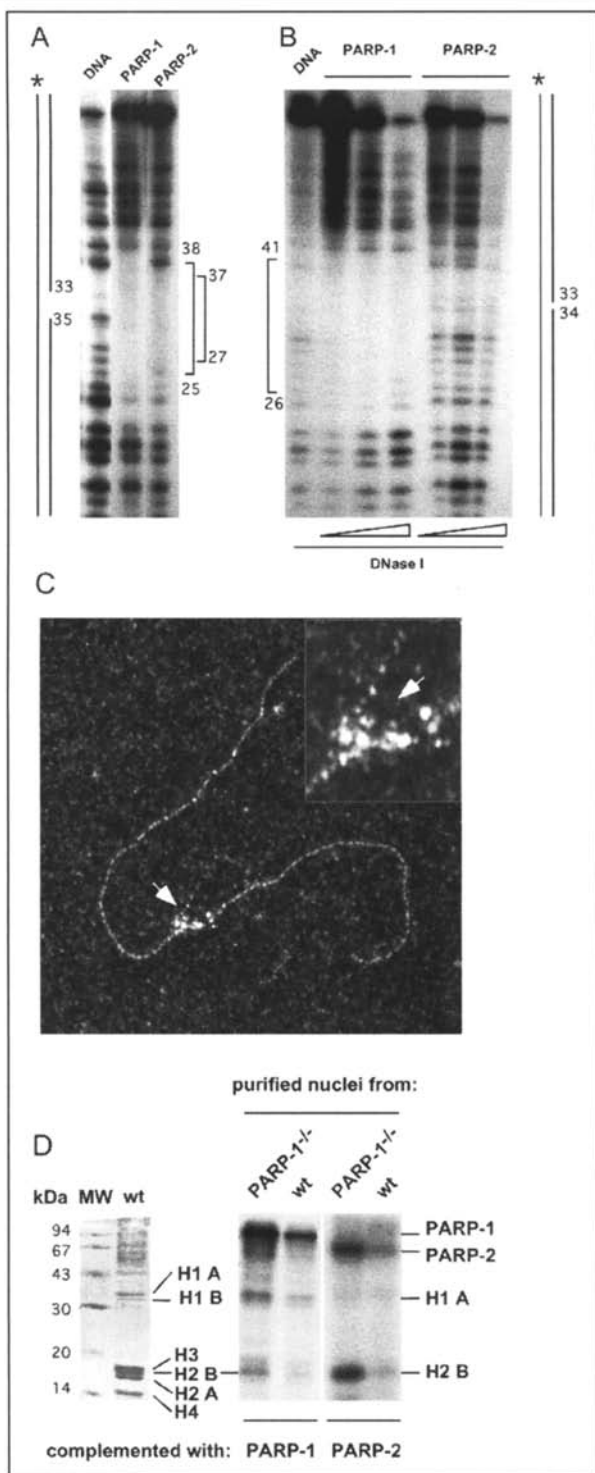 A
B
DNA
PARP-1
PARP-2
DNA
PARP-1
PARP-2
*
*
38
37
33
35
27
25
41
26
33
34
DNase I
C
purified nuclei from:
D
PARP-1-/-
wt
PARP-1-/-
wt
kDa MW wt
94
67
43
30
20
14
H1 A
H1 B
H3
H2 B
H2 A
H4
PARP-1
PARP-2
H1 A
H2 B
complemented with: PARP-1 PARP-2